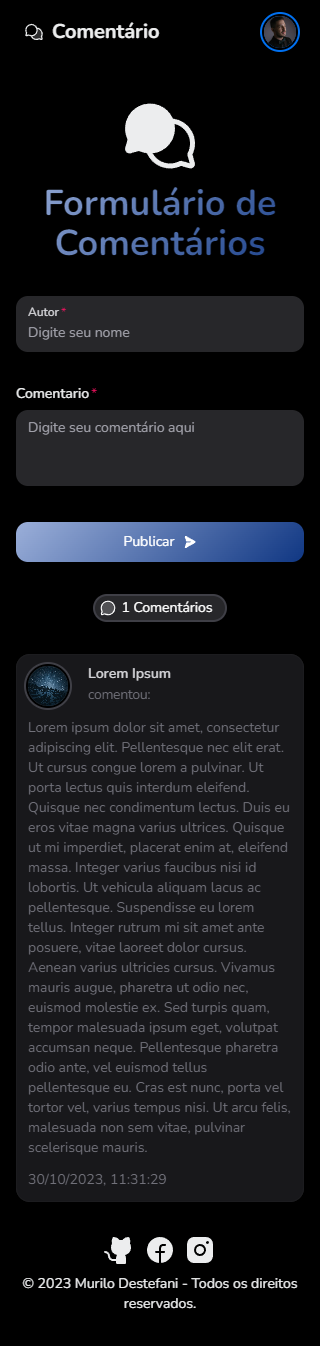 Comentário
Formulário de
Comentários
Autor *
Digite seu nome
Comentario *
Digite seu comentário aqui
Publicar
1 Comentários
Lorem Ipsum
comentou:
Lorem ipsum dolor sit amet, consectetur
adipiscing elit. Pellentesque nec elit erat.
Ut cursus congue lorem a pulvinar. Ut
porta lectus quis interdum eleifend.
Quisque nec condimentum lectus. Duis eu
eros vitae magna varius ultrices. Quisque
ut mi imperdiet, placerat enim at, eleifend
massa. Integer varius faucibus nisi id
lobortis. Ut vehicula aliquam lacus ac
pellentesque. Suspendisse eu lorem
tellus. Integer rutrum mi sit amet ante
posuere, vitae laoreet dolor cursus.
Aenean varius ultricies cursus. Vivamus
mauris augue, pharetra ut odio nec,
euismod molestie ex. Sed turpis quam,
tempor malesuada ipsum eget, volutpat
accumsan neque. Pellentesque pharetra
odio ante, vel euismod tellus
pellentesque eu. Cras est nunc, porta vel
tortor vel, varius tempus nisi. Ut arcu felis,
malesuada non sem vitae, pulvinar
scelerisque mauris.
30/10/2023, 11:31:29
© 2023 Murilo Destefani - Todos os direitos
reservados.